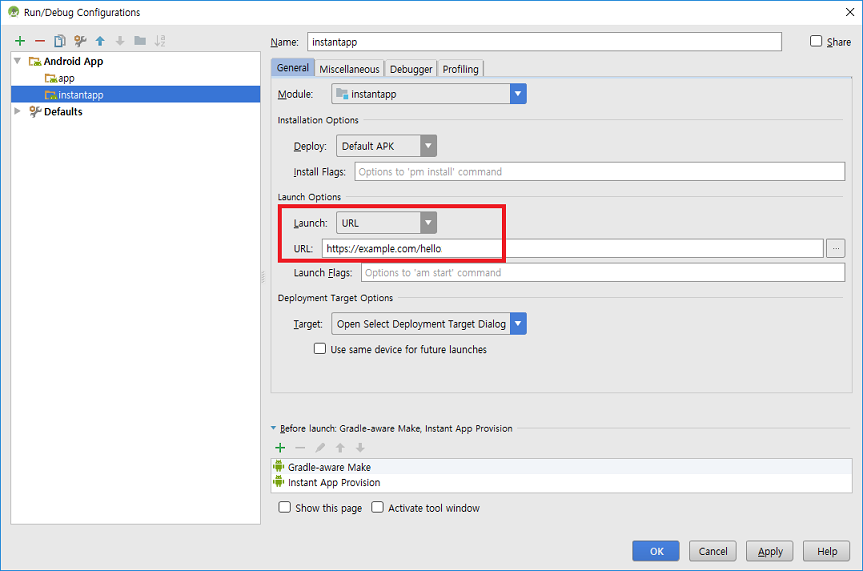 Run/Debug Configurations
Name: instantapp Share
Android App
app
instantapp
Defaults
General Miscellaneous Debugger Profiling
Module: instantapp
Installation Options
Deploy: Default APK
Install Flags: Options to 'pm install' command
Launch Options
Launch: URL
URL: https://example.com/hello ...
Launch Flags: Options to 'am start' command
Deployment Target Options
Target: Open Select Deployment Target Dialog
Use same device for future launches
Before launch: Gradle-aware Make, Instant App Provision
Gradle-aware Make
Instant App Provision
Show this page Activate tool window
OK Cancel Apply Help